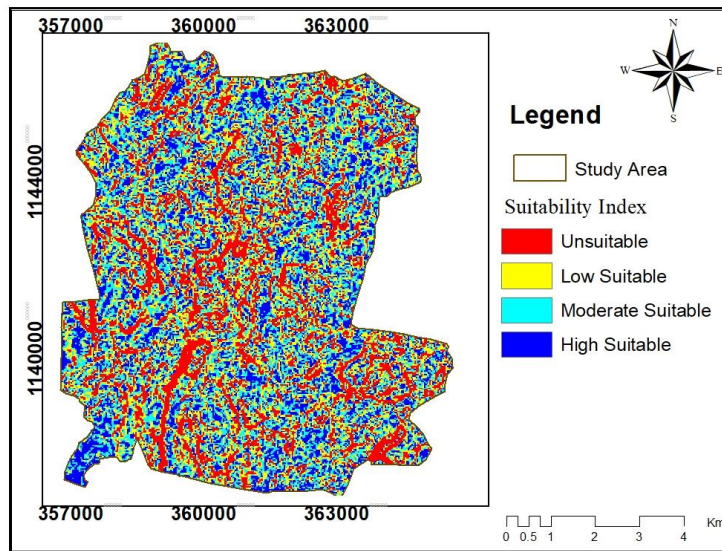 357000 360000 363000
N
W E
S
1144000
1140000
Legend
Study Area
Suitability Index
Unsuitable
Low Suitable
Moderate Suitable
High Suitable
357000 360000 363000
Km
0 0.5 1 2 3 4